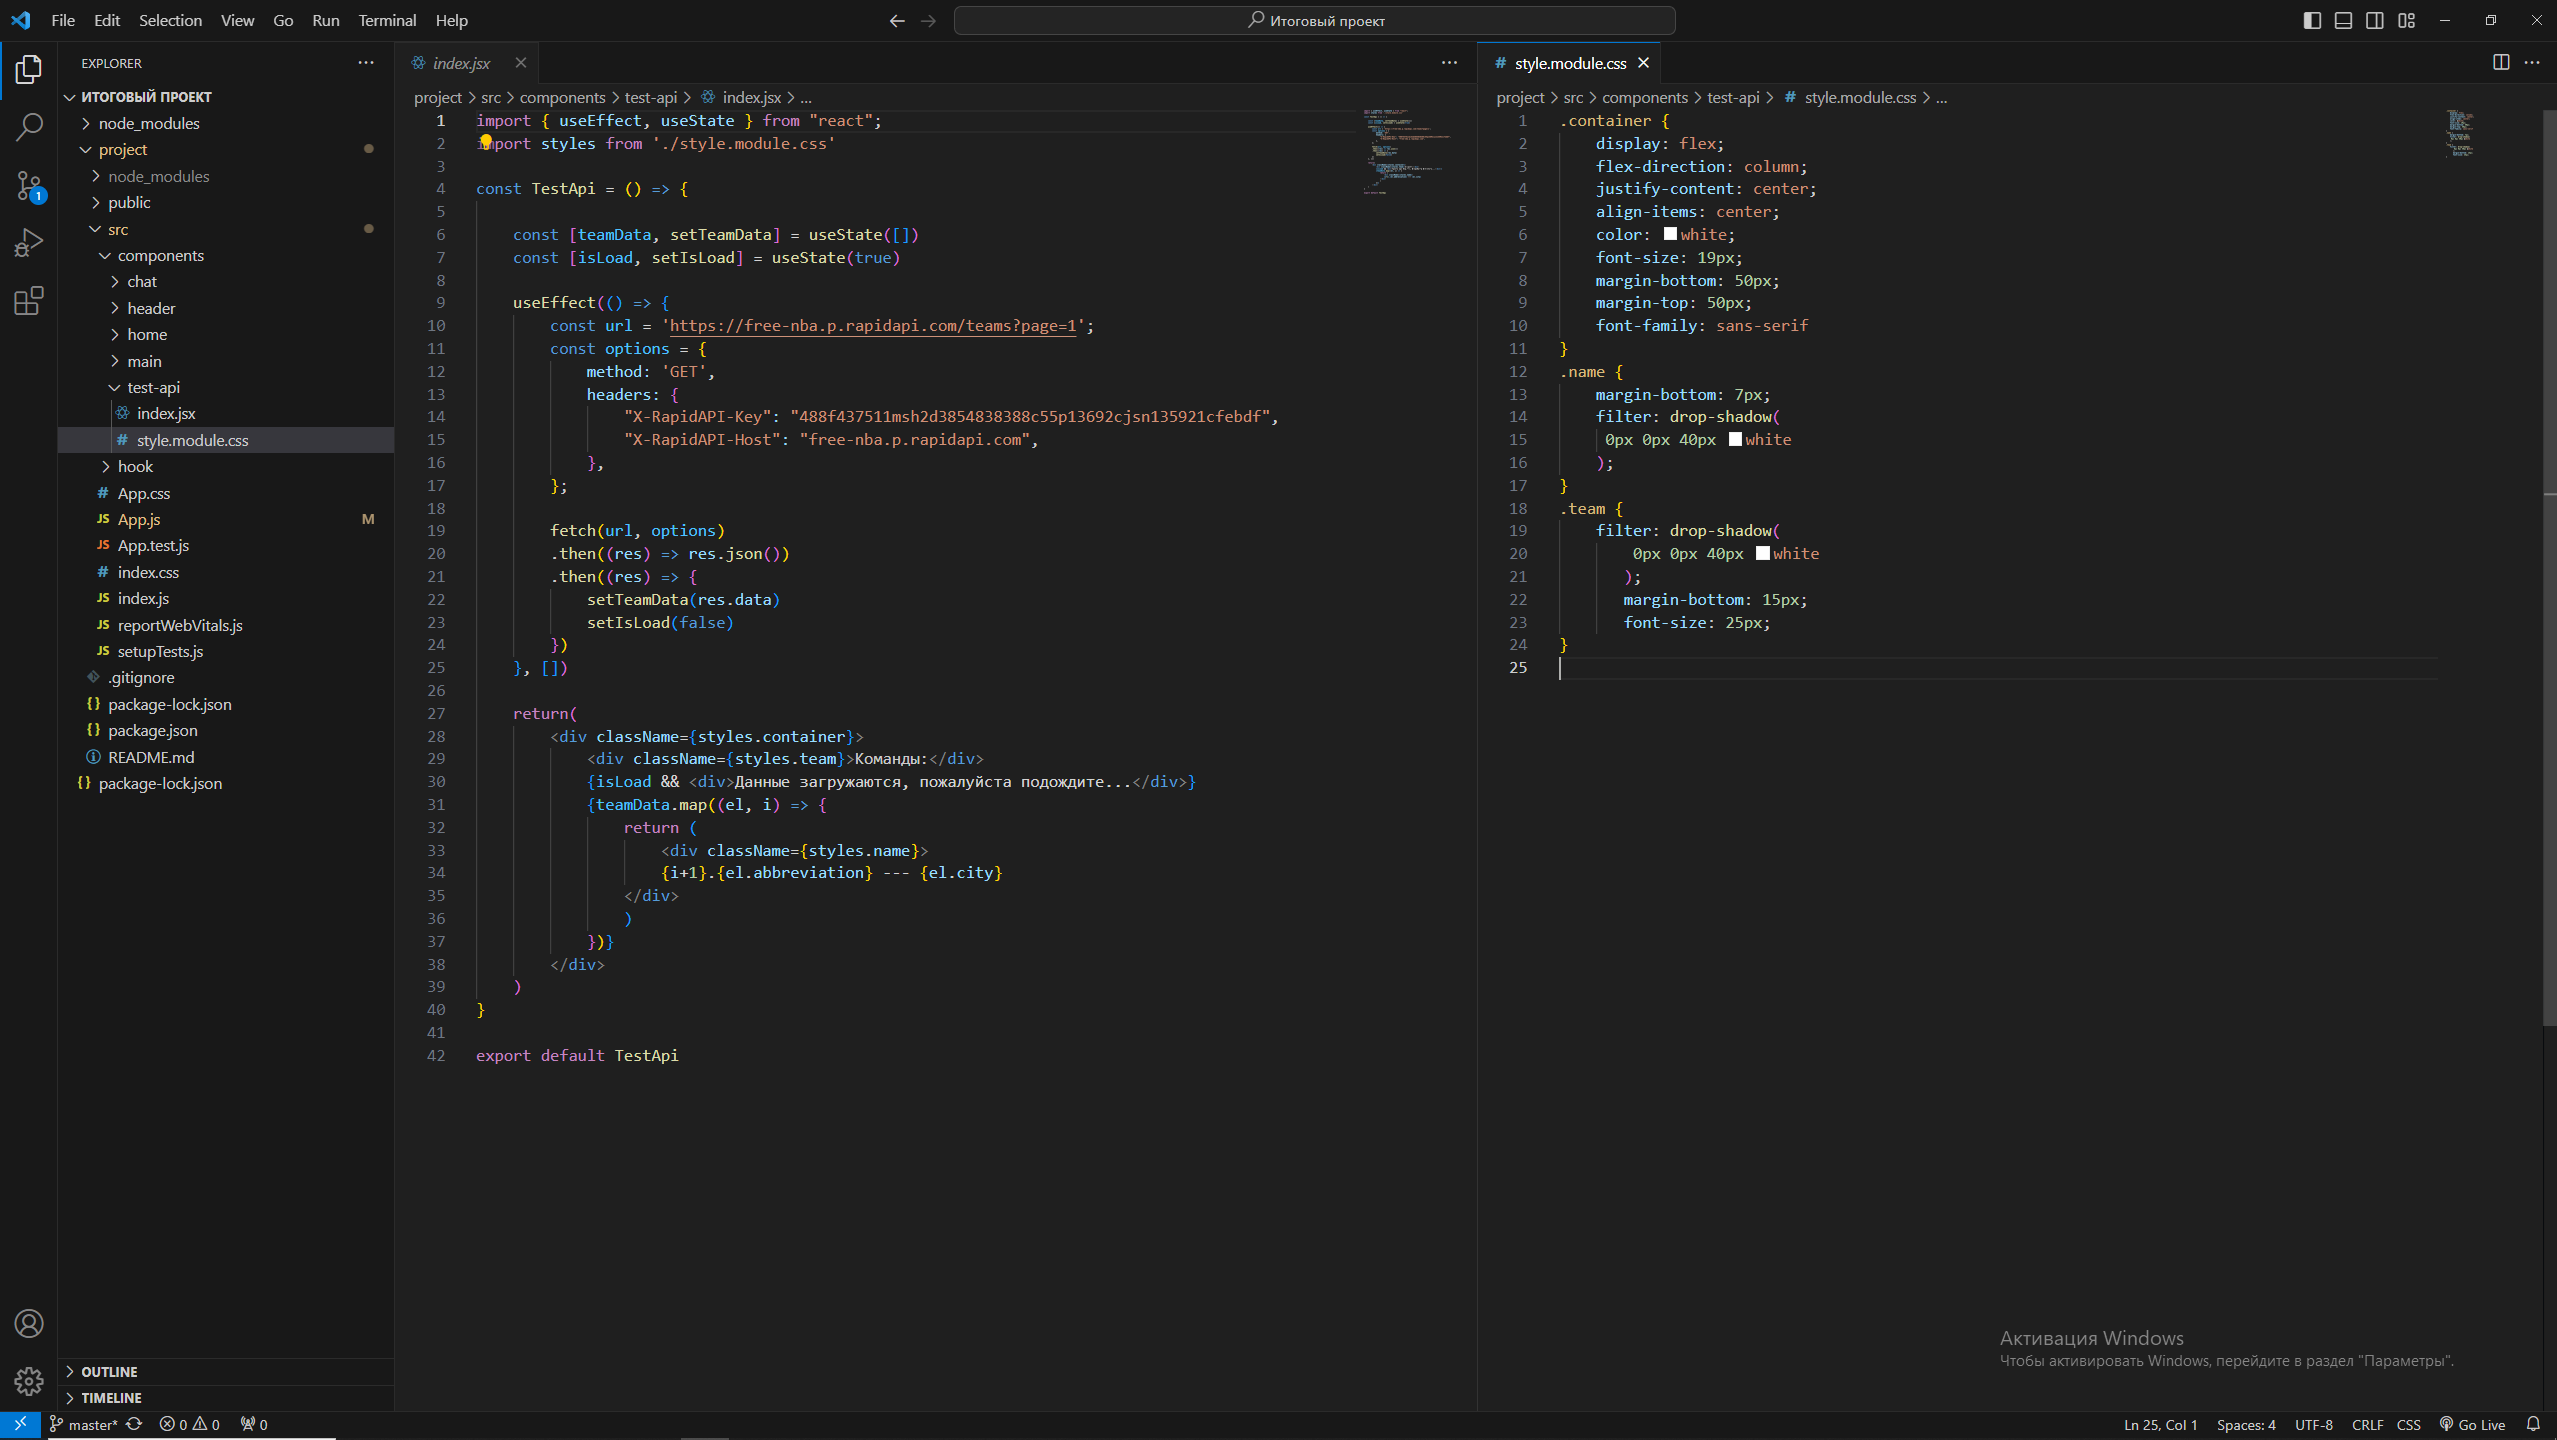 File Edit Selection View Go Run Terminal Help
Итоговый проект
EXPLORER
ИТОГОВЫЙ ПРОЕКТ
node_modules
project
node_modules
public
src
components
chat
header
home
main
test-api
index.jsx
style.module.css
hook
App.css
App.js M
App.test.js
index.css
index.js
reportWebVitals.js
setupTests.js
.gitignore
package-lock.json
package.json
README.md
package-lock.json
OUTLINE
TIMELINE
index.jsx
project > src > components > test-api > index.jsx > ...
1 import { useEffect, useState } from "react";
2 import styles from './style.module.css'
3
4 const TestApi = () => {
5
6 const [teamData, setTeamData] = useState([])
7 const [isLoad, setIsLoad] = useState(true)
8
9 useEffect(() => {
10 const url = 'https://free-nba.p.rapidapi.com/teams?page=1';
11 const options = {
12 method: 'GET',
13 headers: {
14 "X-RapidAPI-Key": "488f437511msh2d3854838388c55p13692cjsn135921cfebdf",
15 "X-RapidAPI-Host": "free-nba.p.rapidapi.com",
16 },
17 };
18
19 fetch(url, options)
20 .then((res) => res.json())
21 .then((res) => {
22 setTeamData(res.data)
23 setIsLoad(false)
24 })
25 }, [])
26
27 return(
28 <div className={styles.container}>
29 <div className={styles.team}>Команды:</div>
30 {isLoad && <div>Данные загружаются, пожалуйста подождите...</div>}
31 {teamData.map((el, i) => {
32 return (
33 <div className={styles.name}>
34 {i+1}.{el.abbreviation} --- {el.city}
35 </div>
36 )
37 })}
38 </div>
39 )
40 }
41
42 export default TestApi
style.module.css
project > src > components > test-api > # style.module.css > ...
1 .container {
2 display: flex;
3 flex-direction: column;
4 justify-content: center;
5 align-items: center;
6 color: white;
7 font-size: 19px;
8 margin-bottom: 50px;
9 margin-top: 50px;
10 font-family: sans-serif
11 }
12 .name {
13 margin-bottom: 7px;
14 filter: drop-shadow(
15 0px 0px 40px white
16 );
17 }
18 .team {
19 filter: drop-shadow(
20 0px 0px 40px white
21 );
22 margin-bottom: 15px;
23 font-size: 25px;
24 }
25
Активация Windows
Чтобы активировать Windows, перейдите в раздел "Параметры".
master* 0 0 0
Ln 25, Col 1 Spaces: 4 UTF-8 CRLF CSS Go Live